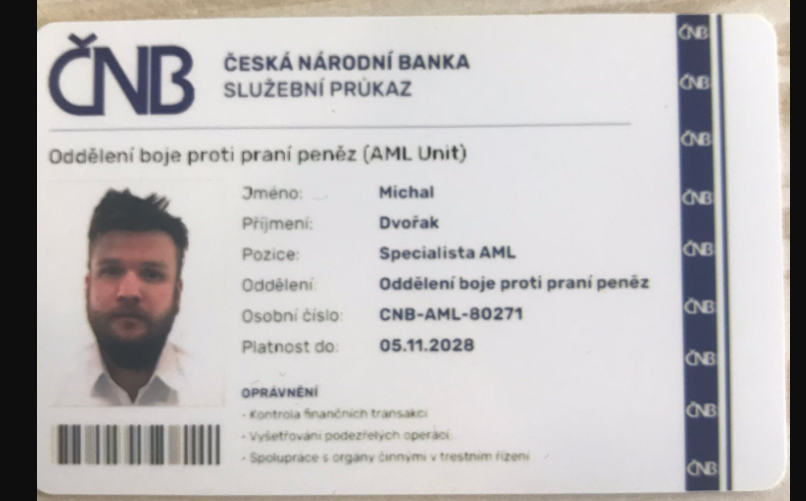 ČNB ČESKÁ NÁRODNÍ BANKA
SLUŽEBNÍ PRŮKAZ
Oddělení boje proti praní peněz (AML Unit)
Jméno: Michal
Příjmení: Dvořak
Pozice: Specialista AML
Oddělení: Oddělení boje proti praní peněz
Osobní číslo: CNB-AML-80271
Platnost do: 05.11.2028
OPRÁVNĚNÍ
- Kontrola finančních transakcí
- Vyšetřování podezřelých operací
- Spolupráce s orgány činnými v trestním řízení
ČNB
ČNB
ČNB
ČNB
ČNB
ČNB
ČNB
ČNB
ČNB